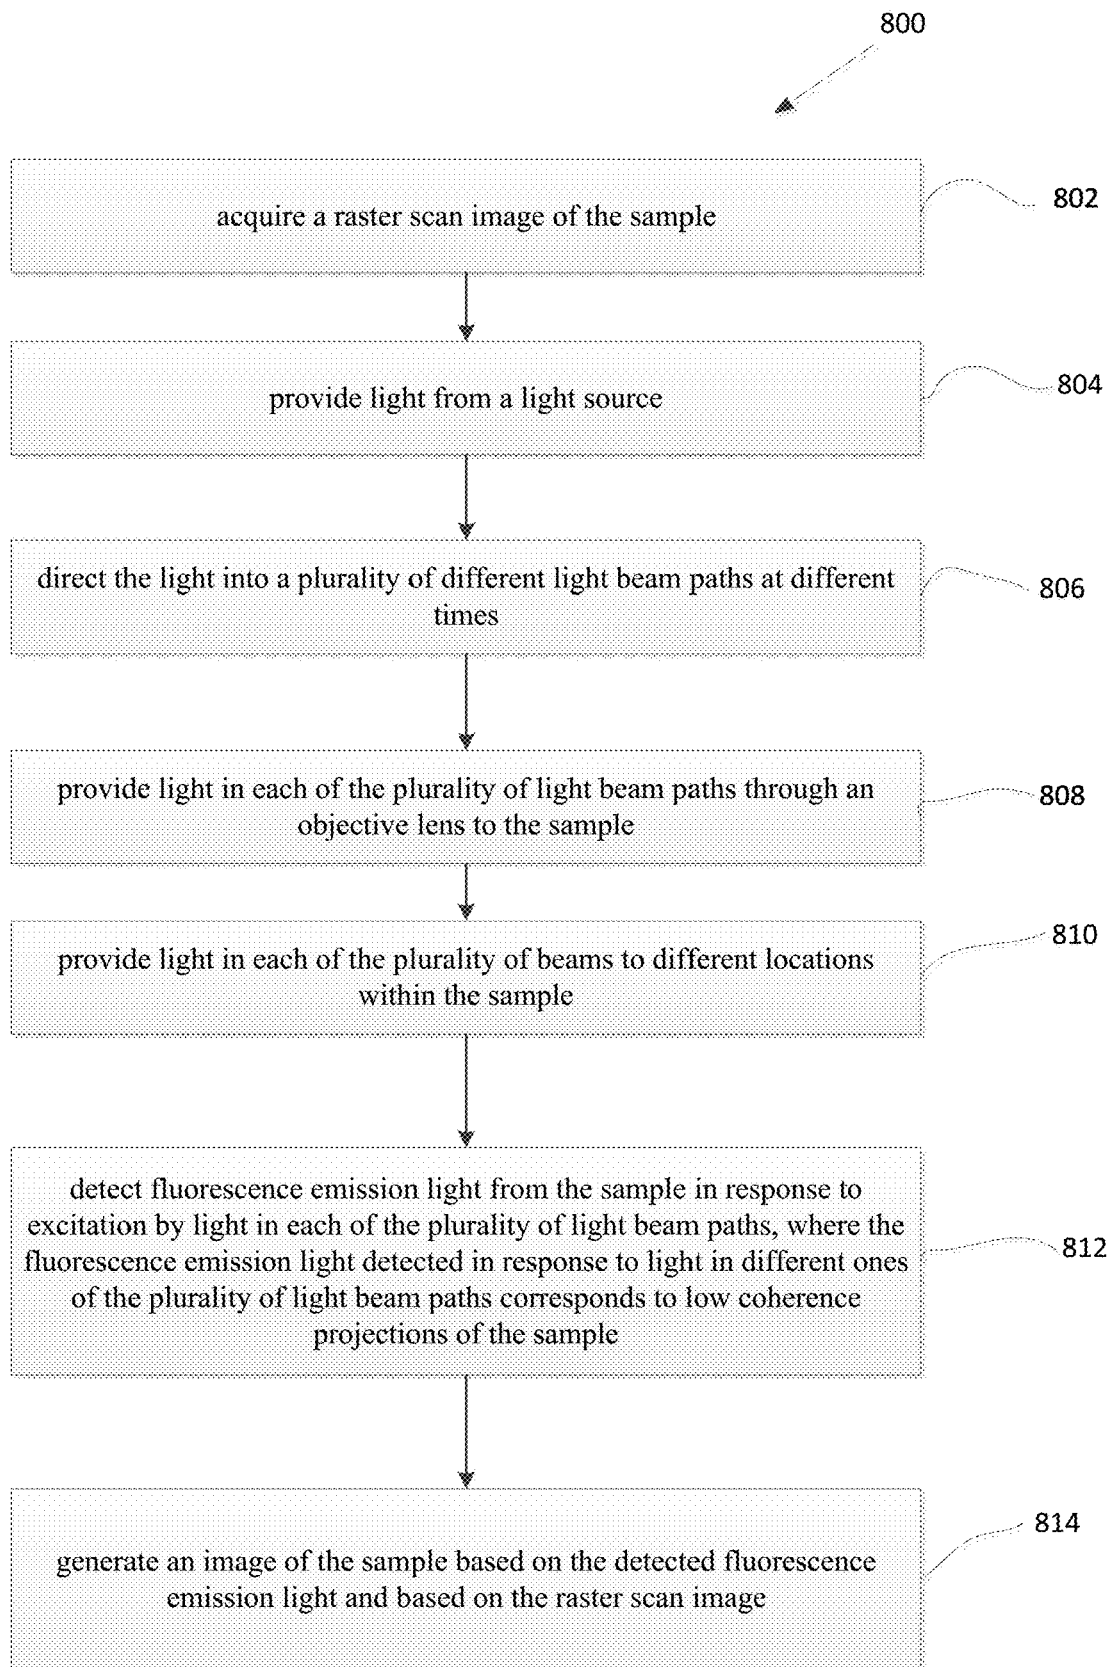 800
acquire a raster scan image of the sample
802
provide light from a light source
804
direct the light into a plurality of different light beam paths at different
times
806
provide light in each of the plurality of light beam paths through an
objective lens to the sample
808
provide light in each of the plurality of beams to different locations
within the sample
810
detect fluorescence emission light from the sample in response to
excitation by light in each of the plurality of light beam paths, where the
fluorescence emission light detected in response to light in different ones
of the plurality of light beam paths corresponds to low coherence
projections of the sample
812
generate an image of the sample based on the detected fluorescence
emission light and based on the raster scan image
814